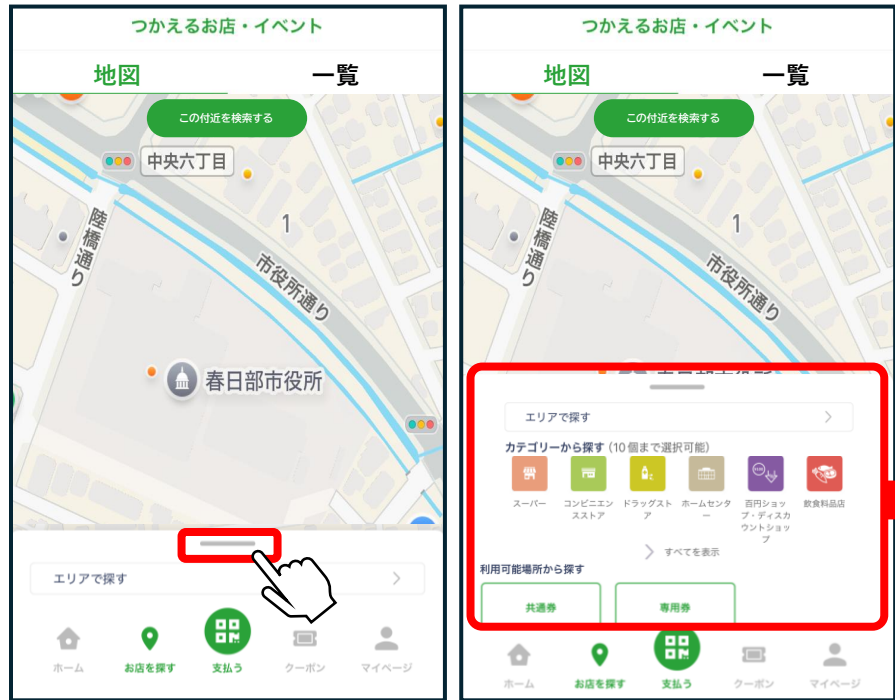 つかえるお店・イベント
地図
一覧
この付近を検索する
中央六丁目
陸橋通り
1
市役所通り
春日部市役所
エリアで探す
ホーム
お店を探す
支払う
クーポン
マイページ
つかえるお店・イベント
地図
一覧
この付近を検索する
中央六丁目
陸橋通り
1
市役所通り
エリアで探す
カテゴリーから探す (10個まで選択可能)
スーパー
コンビニエン
スストア
ドラッグスト
ア
ホームセンタ
ー
百円ショッ
プ・ディスカ
ウントショッ
プ
飲食料品店
すべてを表示
利用可能場所から探す
共通券
専用券
ホーム
お店を探す
支払う
クーポン
マイページ